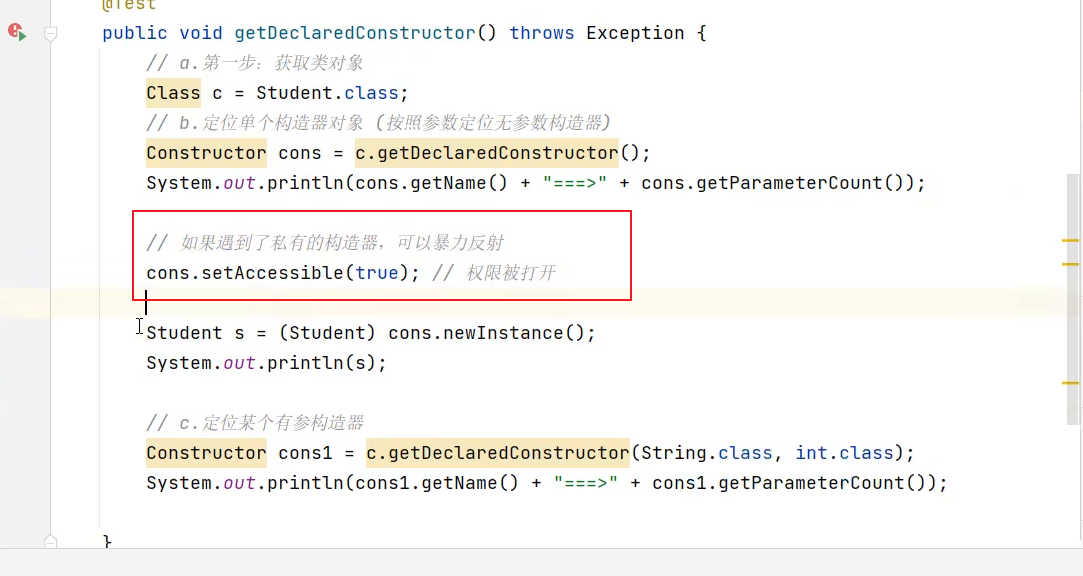 @Test
public void getDeclaredConstructor() throws Exception {
// a.第一步：获取类对象
Class c = Student.class;
// b.定位单个构造器对象 (按照参数定位无参数构造器)
Constructor cons = c.getDeclaredConstructor();
System.out.println(cons.getName() + "===>" + cons.getParameterCount());
// 如果遇到了私有的构造器，可以暴力反射
cons.setAccessible(true); // 权限被打开
Student s = (Student) cons.newInstance();
System.out.println(s);
// c.定位某个有参构造器
Constructor cons1 = c.getDeclaredConstructor(String.class, int.class);
System.out.println(cons1.getName() + "===>" + cons1.getParameterCount());
}